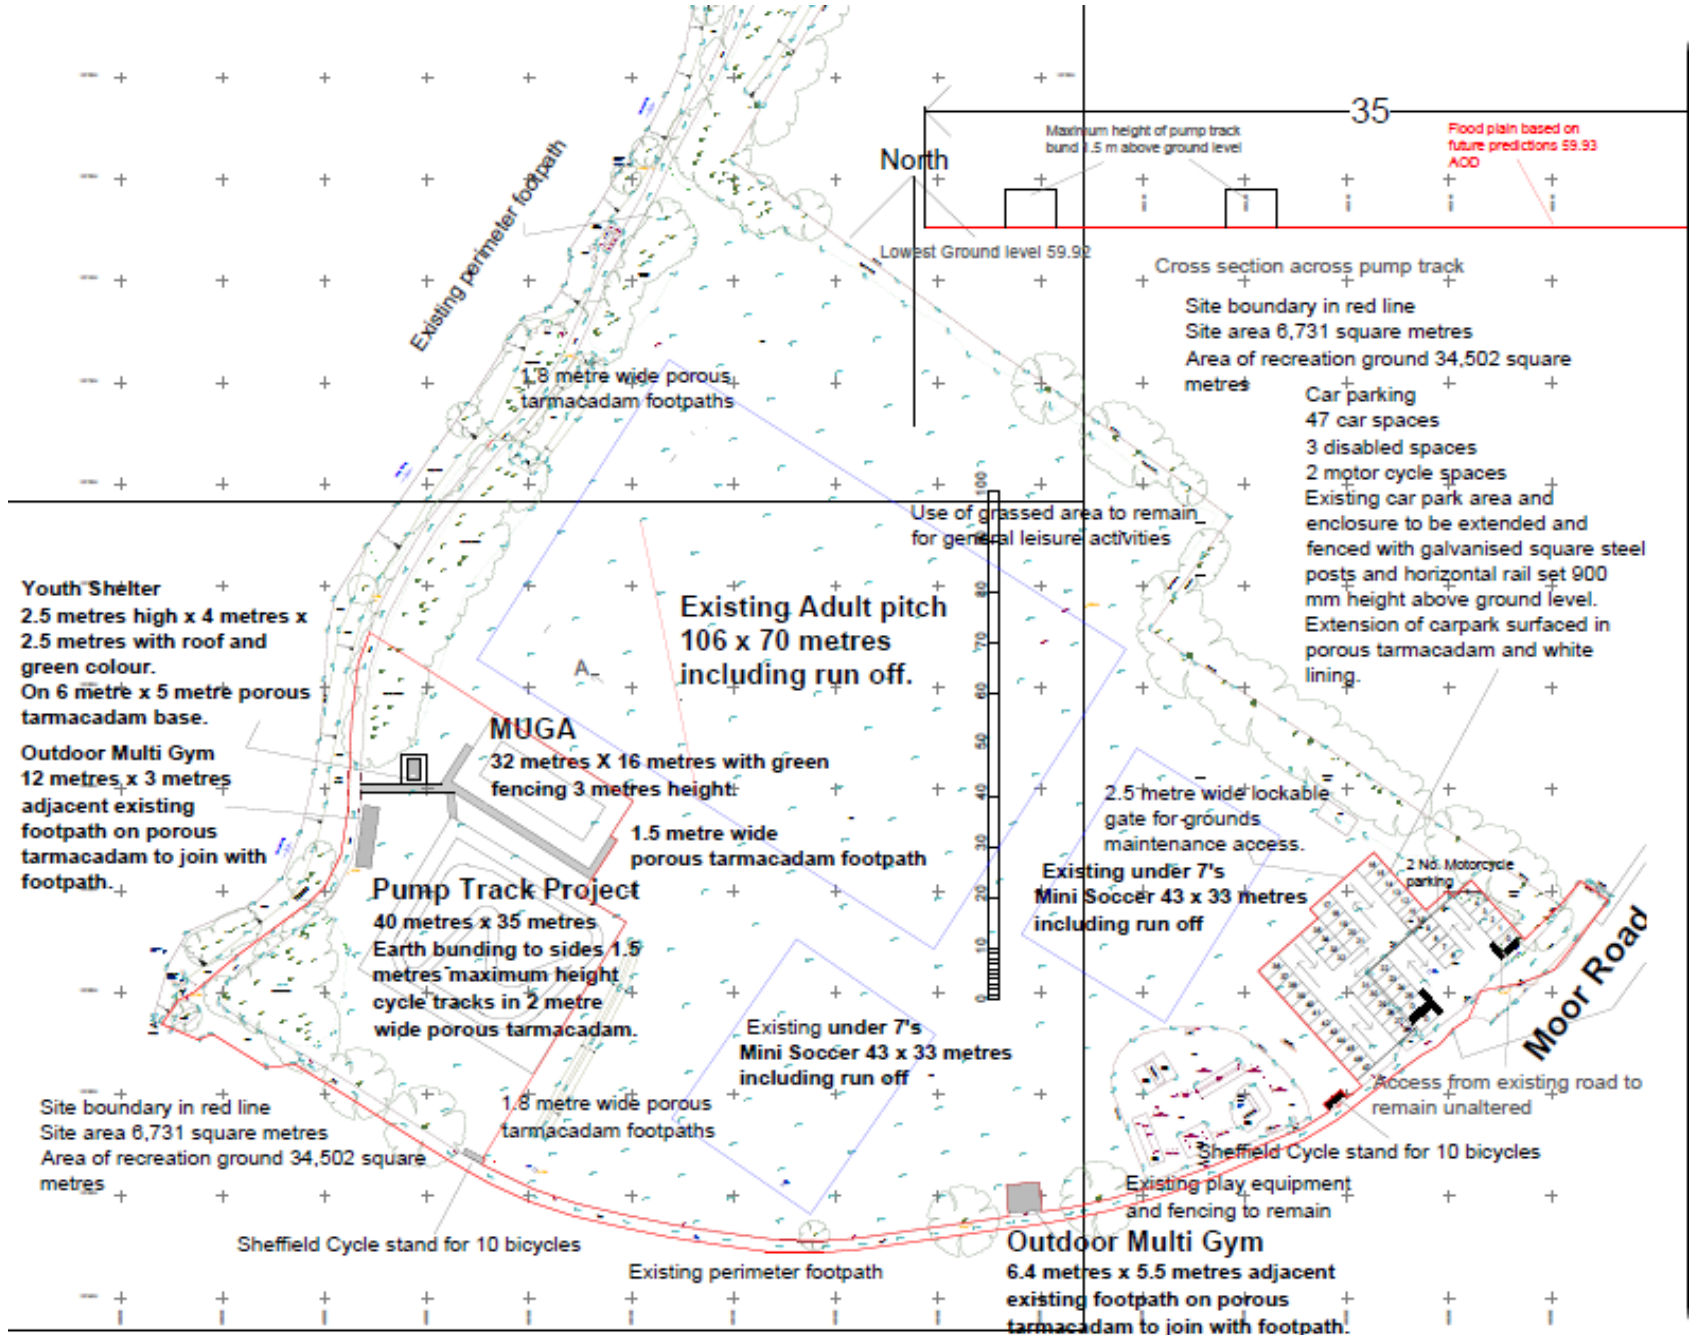 35
Maximum height of pump track
bund 1.5 m above ground level
Flood plain based on
future predictions 59.93
AOD
North
Lowest Ground level 59.92
Cross section across pump track
Existing perimeter footpath
Site boundary in red line
Site area 6,731 square metres
Area of recreation ground 34,502 square
metres
1.8 metre wide porous
tarmacadam footpaths
Car parking
47 car spaces
3 disabled spaces
2 motor cycle spaces
Existing car park area and
enclosure to be extended and
fenced with galvanised square steel
posts and horizontal rail set 900
mm height above ground level.
Extension of carpark surfaced in
porous tarmacadam and white
lining.
Use of grassed area to remain
for general leisure activities
100
80
70
60
50
40
30
20
10
0
Youth Shelter
2.5 metres high x 4 metres x
2.5 metres with roof and
green colour.
On 6 metre x 5 metre porous
tarmacadam base.
Existing Adult pitch
106 x 70 metres
including run off.
A
MUGA
32 metres X 16 metres with green
fencing 3 metres height.
Outdoor Multi Gym
12 metres x 3 metres
adjacent existing
footpath on porous
tarmacadam to join with
footpath.
1.5 metre wide
porous tarmacadam footpath
2.5 metre wide lockable
gate for grounds
maintenance access.
2 No. Motorcycle
parking
Existing under 7's
Mini Soccer 43 x 33 metres
including run off
Pump Track Project
40 metres x 35 metres
Earth bunding to sides 1.5
metres maximum height
cycle tracks in 2 metre
wide porous tarmacadam.
Moor Road
Existing under 7's
Mini Soccer 43 x 33 metres
including run off
Access from existing road to
remain unaltered
1.8 metre wide porous
tarmacadam footpaths
Site boundary in red line
Site area 6,731 square metres
Area of recreation ground 34,502 square
metres
Sheffield Cycle stand for 10 bicycles
Existing play equipment
and fencing to remain
Sheffield Cycle stand for 10 bicycles
Existing perimeter footpath
Outdoor Multi Gym
6.4 metres x 5.5 metres adjacent
existing footpath on porous
tarmacadam to join with footpath.